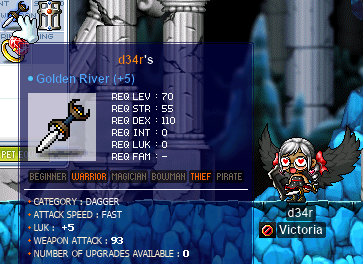 d34r's
Golden River (+5)
REQ LEV : 70
REQ STR : 55
REQ DEX : 110
REQ INT : 0
REQ LUK : 0
REQ FAM : -
BEGINNER WARRIOR MAGICIAN BOWMAN THIEF PIRATE
CATEGORY : DAGGER
ATTACK SPEED : FAST
LUK : +5
WEAPON ATTACK : 93
NUMBER OF UPGRADES AVAILABLE : 0
d34r
Victoria